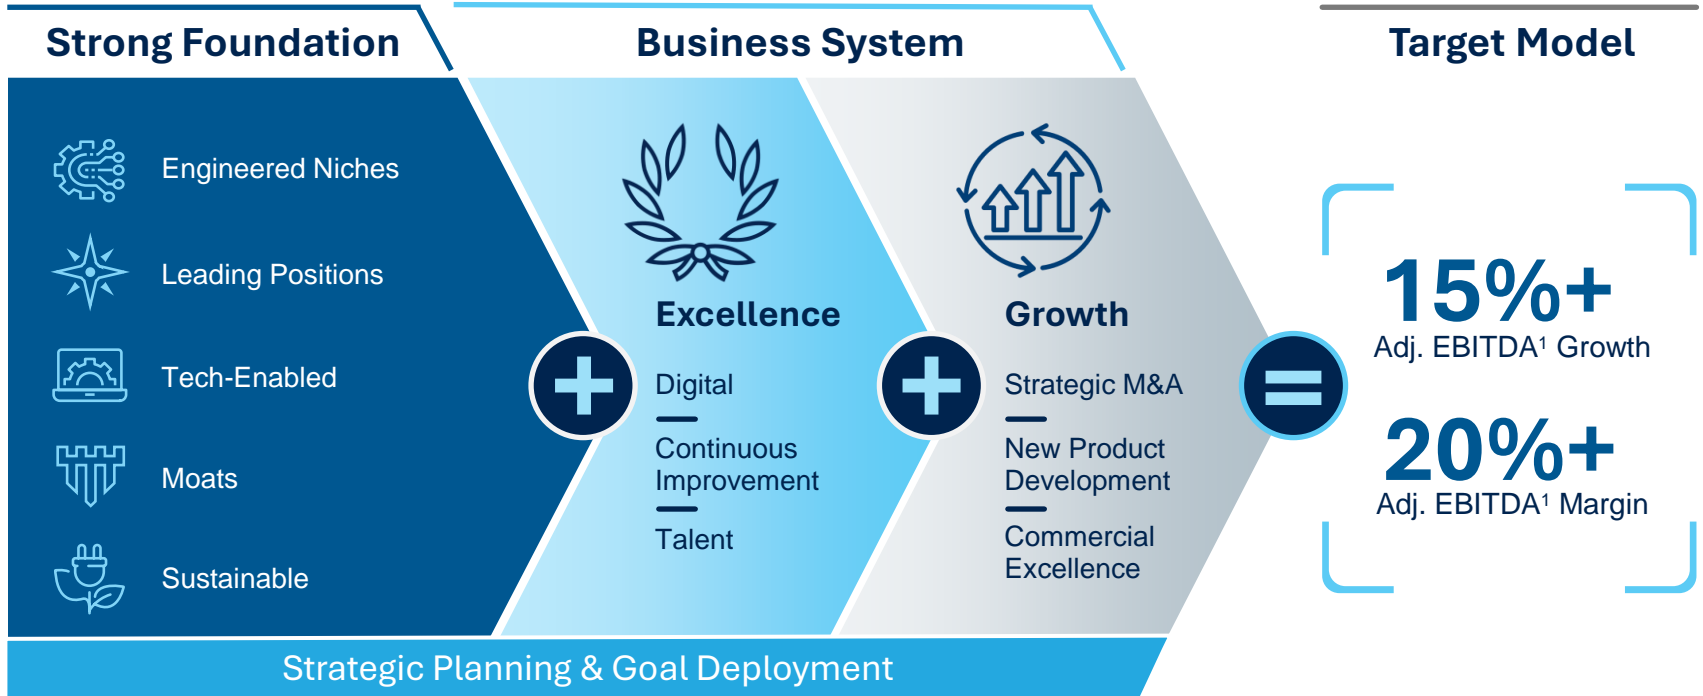 Strong Foundation
Engineered Niches
Leading Positions
Tech-Enabled
Moats
Sustainable
Business System
Excellence
Digital
Continuous
Improvement
Talent
Growth
Strategic M&A
New Product
Development
Commercial
Excellence
Target Model
15%+
Adj. EBITDA¹ Growth
20%+
Adj. EBITDA¹ Margin
Strategic Planning & Goal Deployment